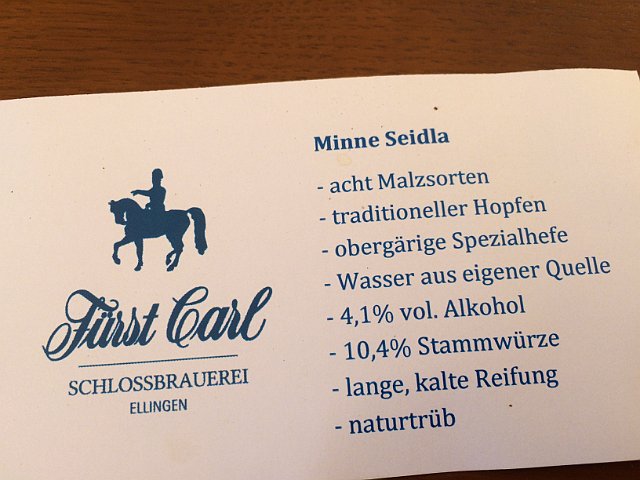 Fürst Carl
SCHLOSSBRAUEREI
ELLINGEN
Minne Seidla
- acht Malzsorten
- traditioneller Hopfen
- obergärige Spezialhefe
- Wasser aus eigener Quelle
- 4,1% vol. Alkohol
- 10,4% Stammwürze
- lange, kalte Reifung
- naturtrüb